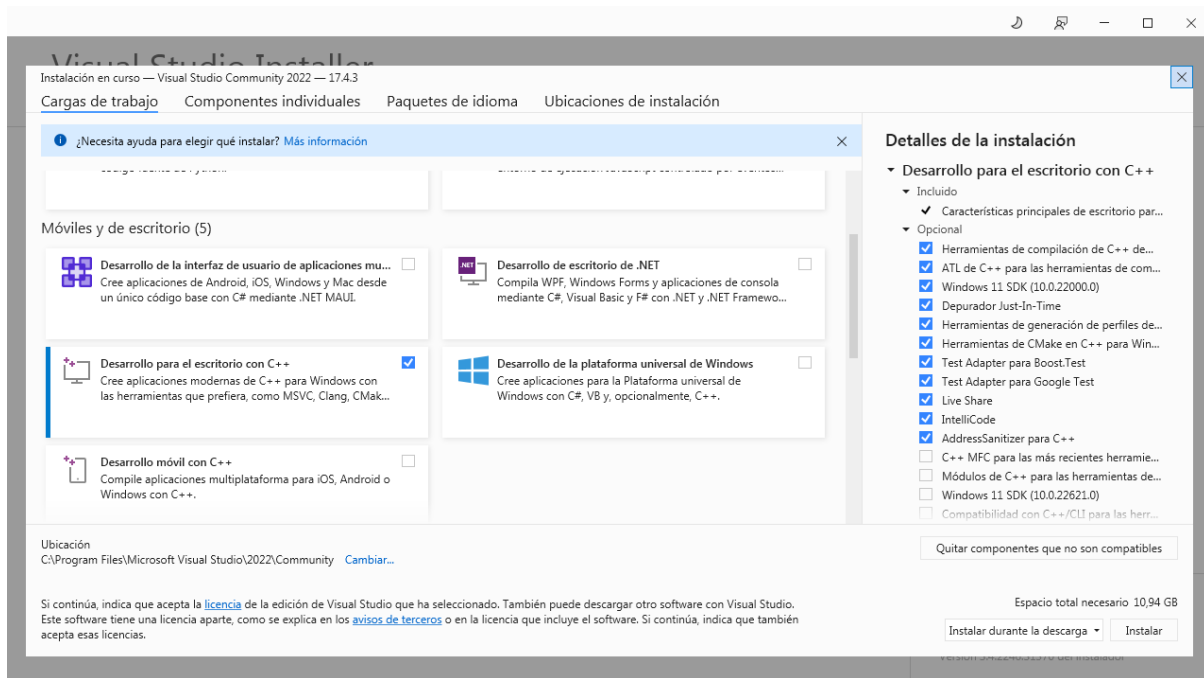 Visual Studio Installer
Instalación en curso — Visual Studio Community 2022 — 17.4.3
Cargas de trabajo Componentes individuales Paquetes de idioma Ubicaciones de instalación
¿Necesita ayuda para elegir qué instalar? Más información
Móviles y de escritorio (5)
Desarrollo de la interfaz de usuario de aplicaciones mu...
Cree aplicaciones de Android, iOS, Windows y Mac desde
un único código base con C# mediante .NET MAUI.
.NET
Desarrollo de escritorio de .NET
Compila WPF, Windows Forms y aplicaciones de consola
mediante C#, Visual Basic y F# con .NET y .NET Framewo...
Desarrollo para el escritorio con C++
Cree aplicaciones modernas de C++ para Windows con
las herramientas que prefiera, como MSVC, Clang, CMak...
Desarrollo de la plataforma universal de Windows
Cree aplicaciones para la Plataforma universal de
Windows con C#, VB y, opcionalmente, C++.
Desarrollo móvil con C++
Compile aplicaciones multiplataforma para iOS, Android o
Windows con C++.
Detalles de la instalación
Desarrollo para el escritorio con C++
Incluido
Características principales de escritorio par...
Opcional
Herramientas de compilación de C++ de...
ATL de C++ para las herramientas de com...
Windows 11 SDK (10.0.22000.0)
Depurador Just-In-Time
Herramientas de generación de perfiles de...
Herramientas de CMake en C++ para Win...
Test Adapter para Boost.Test
Test Adapter para Google Test
Live Share
IntelliCode
AddressSanitizer para C++
C++ MFC para las más recientes herramie...
Módulos de C++ para las herramientas de...
Windows 11 SDK (10.0.22621.0)
Compatibilidad con C++/CLI para las herr...
Ubicación
C:\Program Files\Microsoft Visual Studio\2022\Community Cambiar...
Quitar componentes que no son compatibles
Si continúa, indica que acepta la licencia de la edición de Visual Studio que ha seleccionado. También puede descargar otro software con Visual Studio.
Este software tiene una licencia aparte, como se explica en los avisos de terceros o en la licencia que incluye el software. Si continúa, indica que también
acepta esas licencias.
Espacio total necesario 10,94 GB
Instalar durante la descarga Instalar